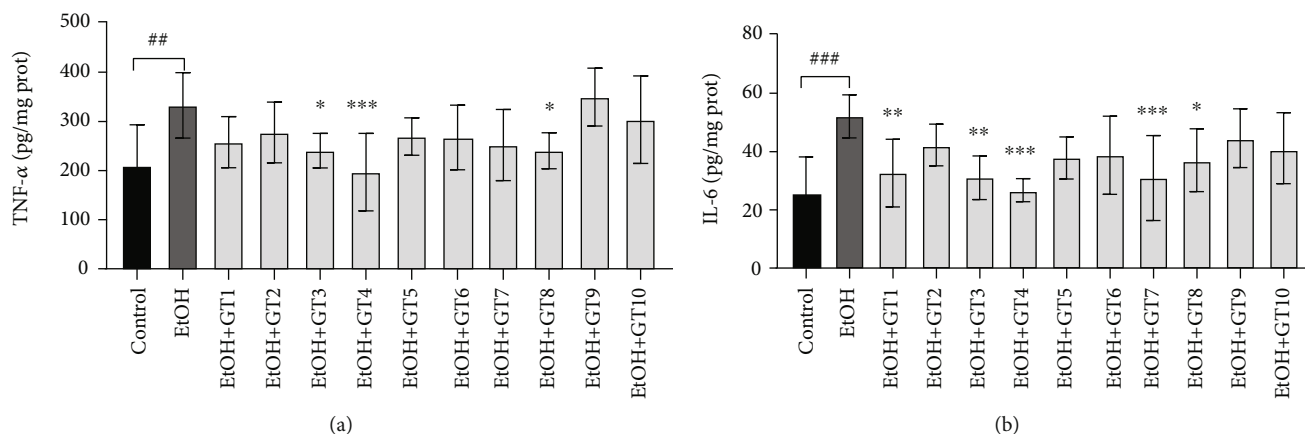 500
400
300
200
100
0
TNF-α (pg/mg prot)
##
*
***
*
Control
EtOH
EtOH+GT1
EtOH+GT2
EtOH+GT3
EtOH+GT4
EtOH+GT5
EtOH+GT6
EtOH+GT7
EtOH+GT8
EtOH+GT9
EtOH+GT10
(a)
80
60
40
20
0
IL-6 (pg/mg prot)
###
**
**
***
***
*
Control
EtOH
EtOH+GT1
EtOH+GT2
EtOH+GT3
EtOH+GT4
EtOH+GT5
EtOH+GT6
EtOH+GT7
EtOH+GT8
EtOH+GT9
EtOH+GT10
(b)